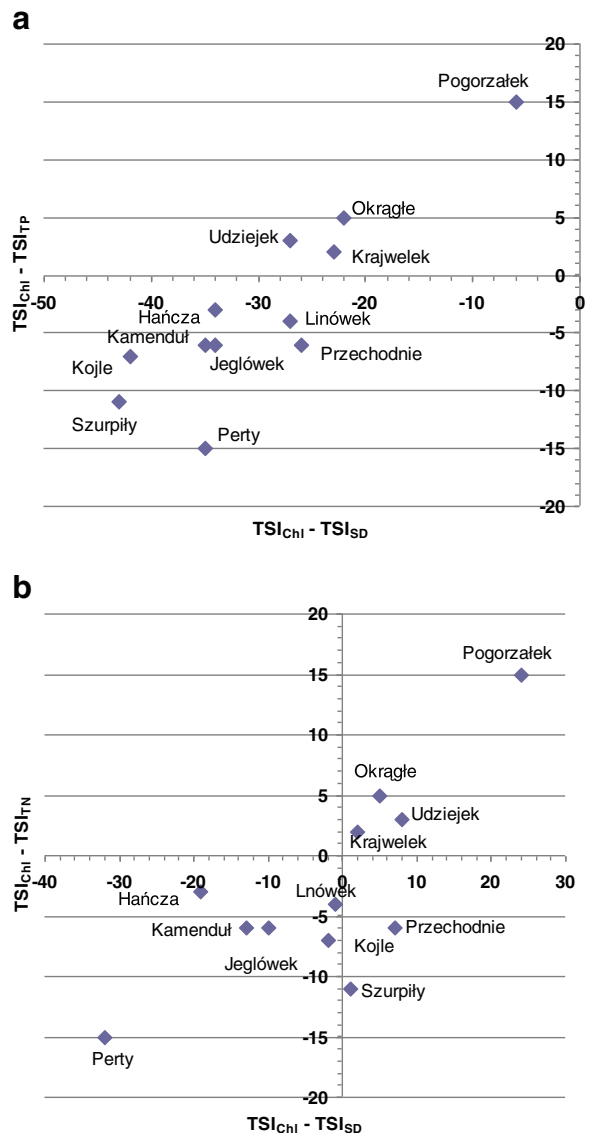 a
20
Pogorzałek
15
10
Okrągłe
5
Udziejek
Krajwelek
0
TSIChl - TSITP
-50 -40 -30 -20 -10 0
Hańcza
Linówek
Kamenduł
-5
Jeglówek
Przechodnie
Kojle
-10
Szurpiły
Perty
-15
-20
TSIChl - TSISD
b
20
Pogorzałek
15
10
Okrągłe
5
Udziejek
Krajwelek
0
TSIChl - TSITN
-40 -30 -20 -10 0 10 20 30
Lnówek
Hańcza
-5
Kamenduł
Przechodnie
Kojle
Jeglówek
-10
Szurpiły
-15
Perty
-20
TSIChl - TSISD